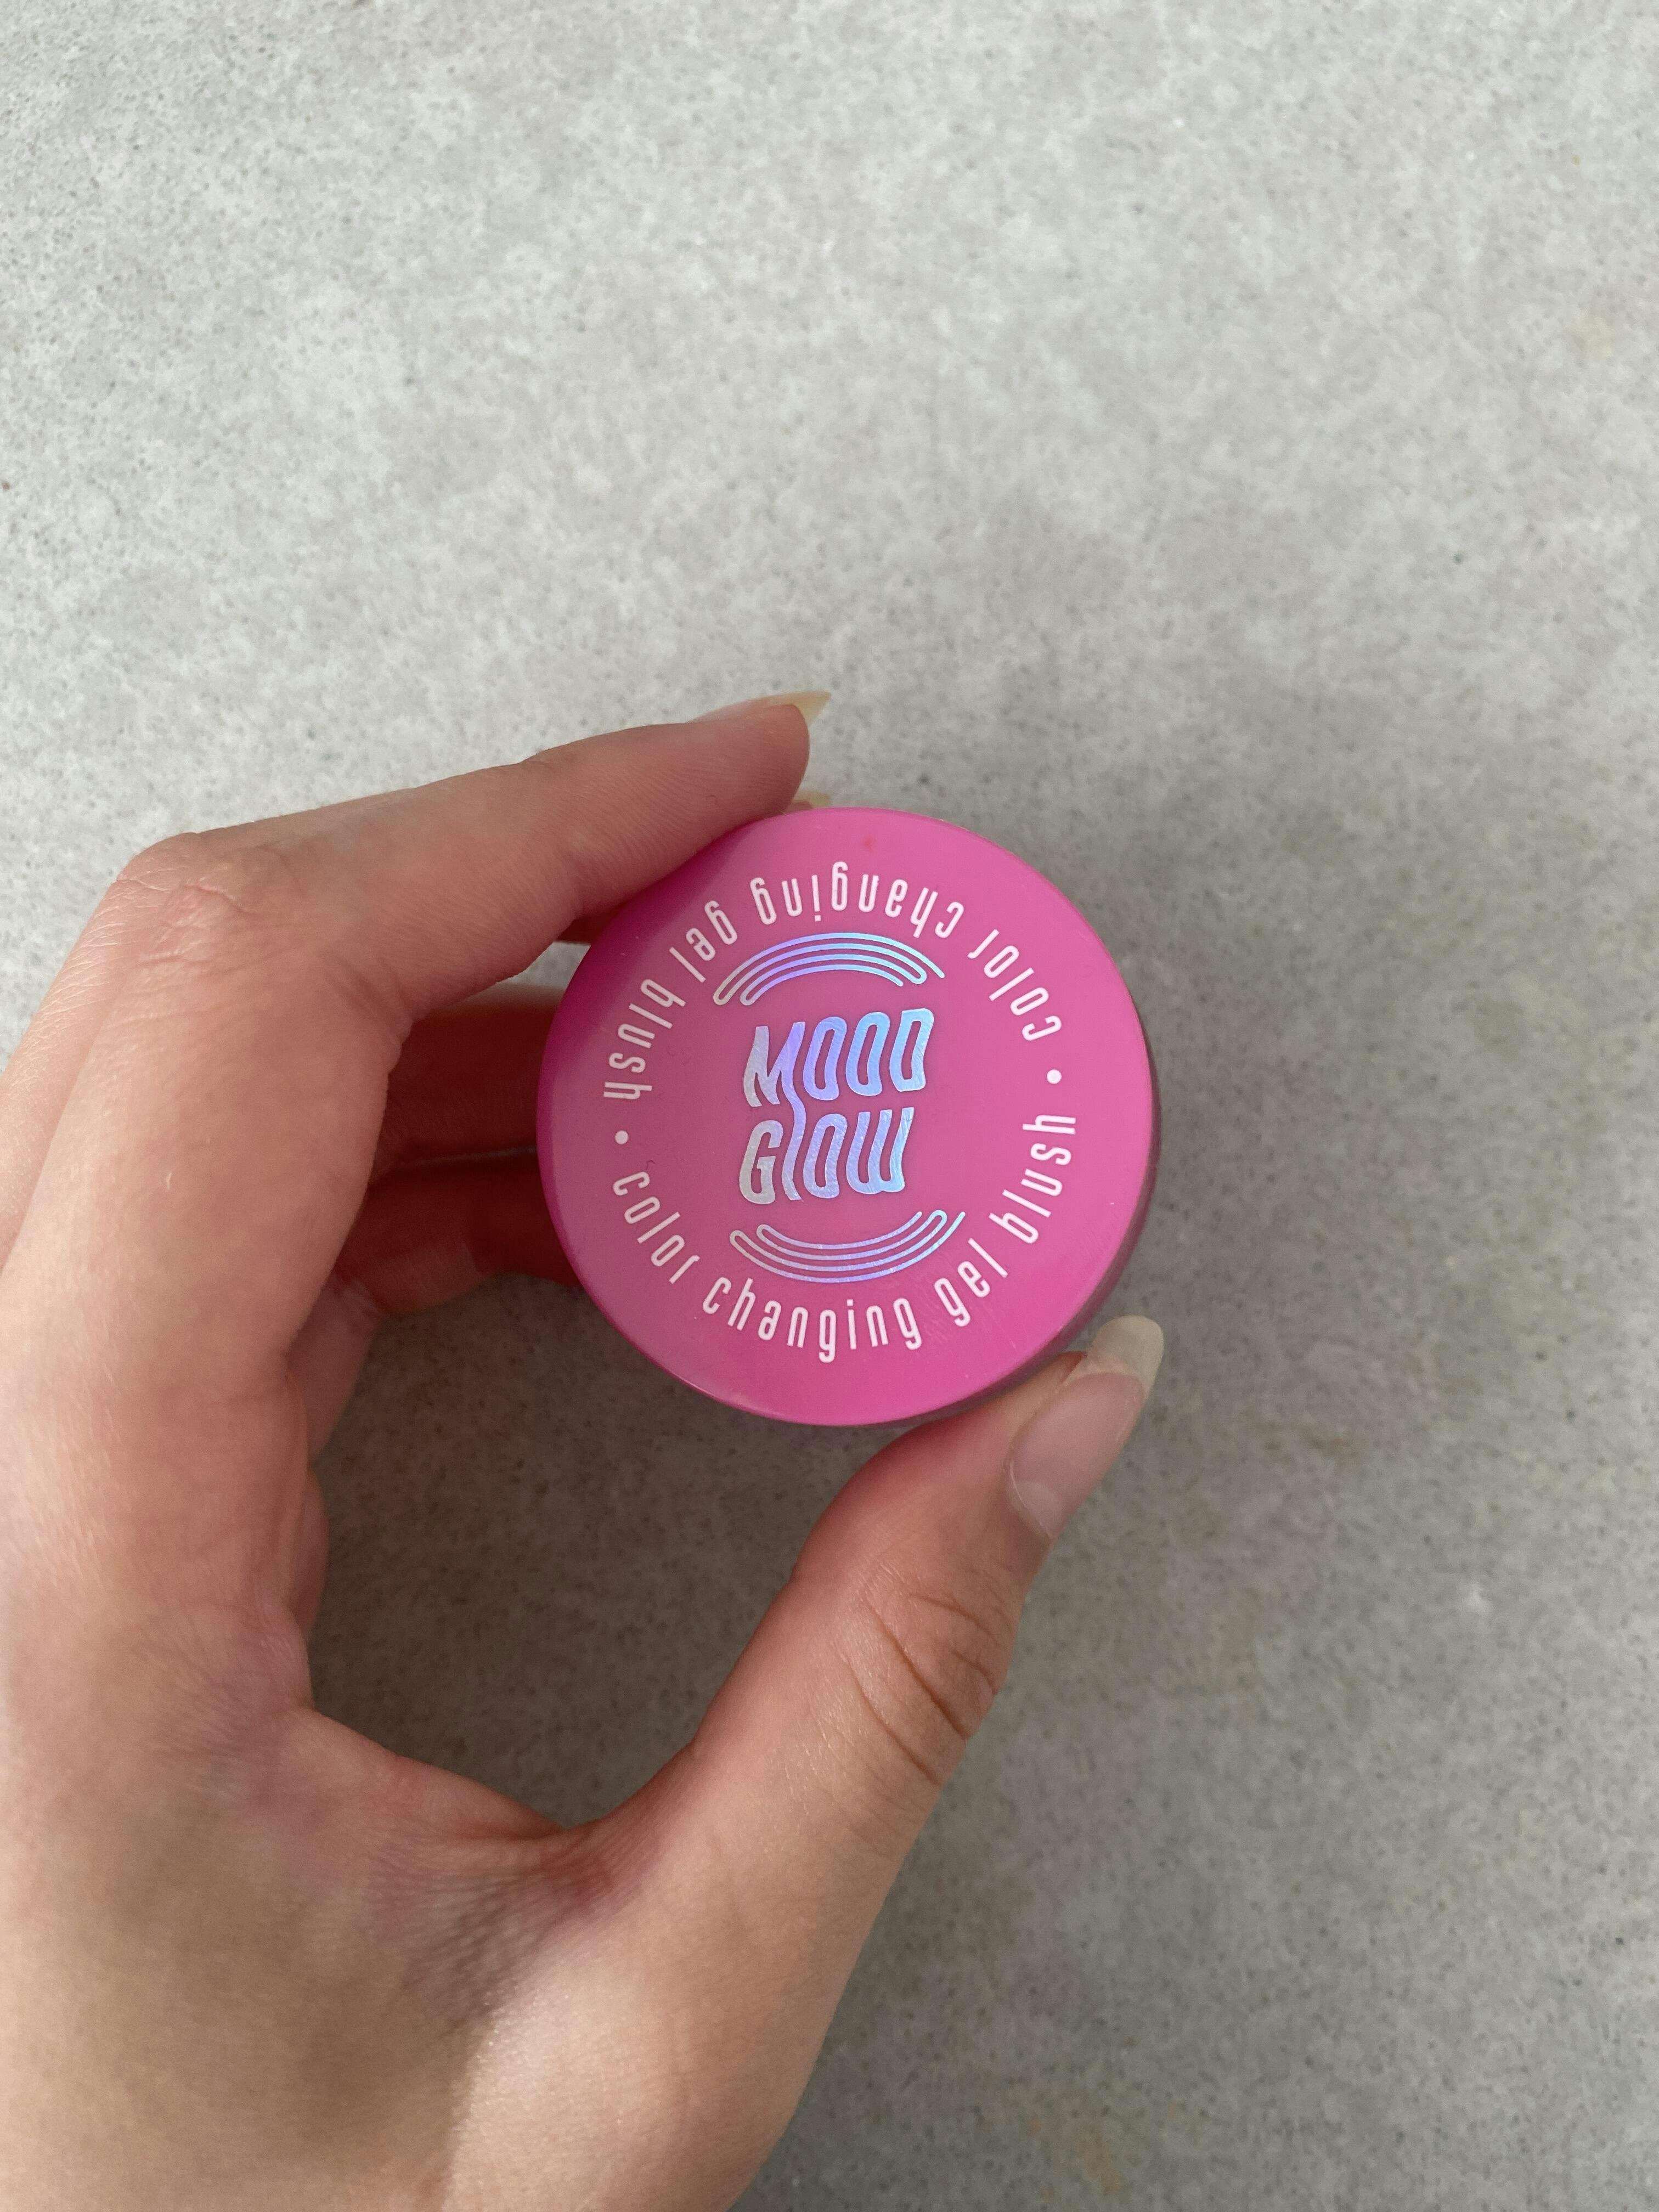 color changing gel blush •
MOOD
GLOW
color changing gel blush •